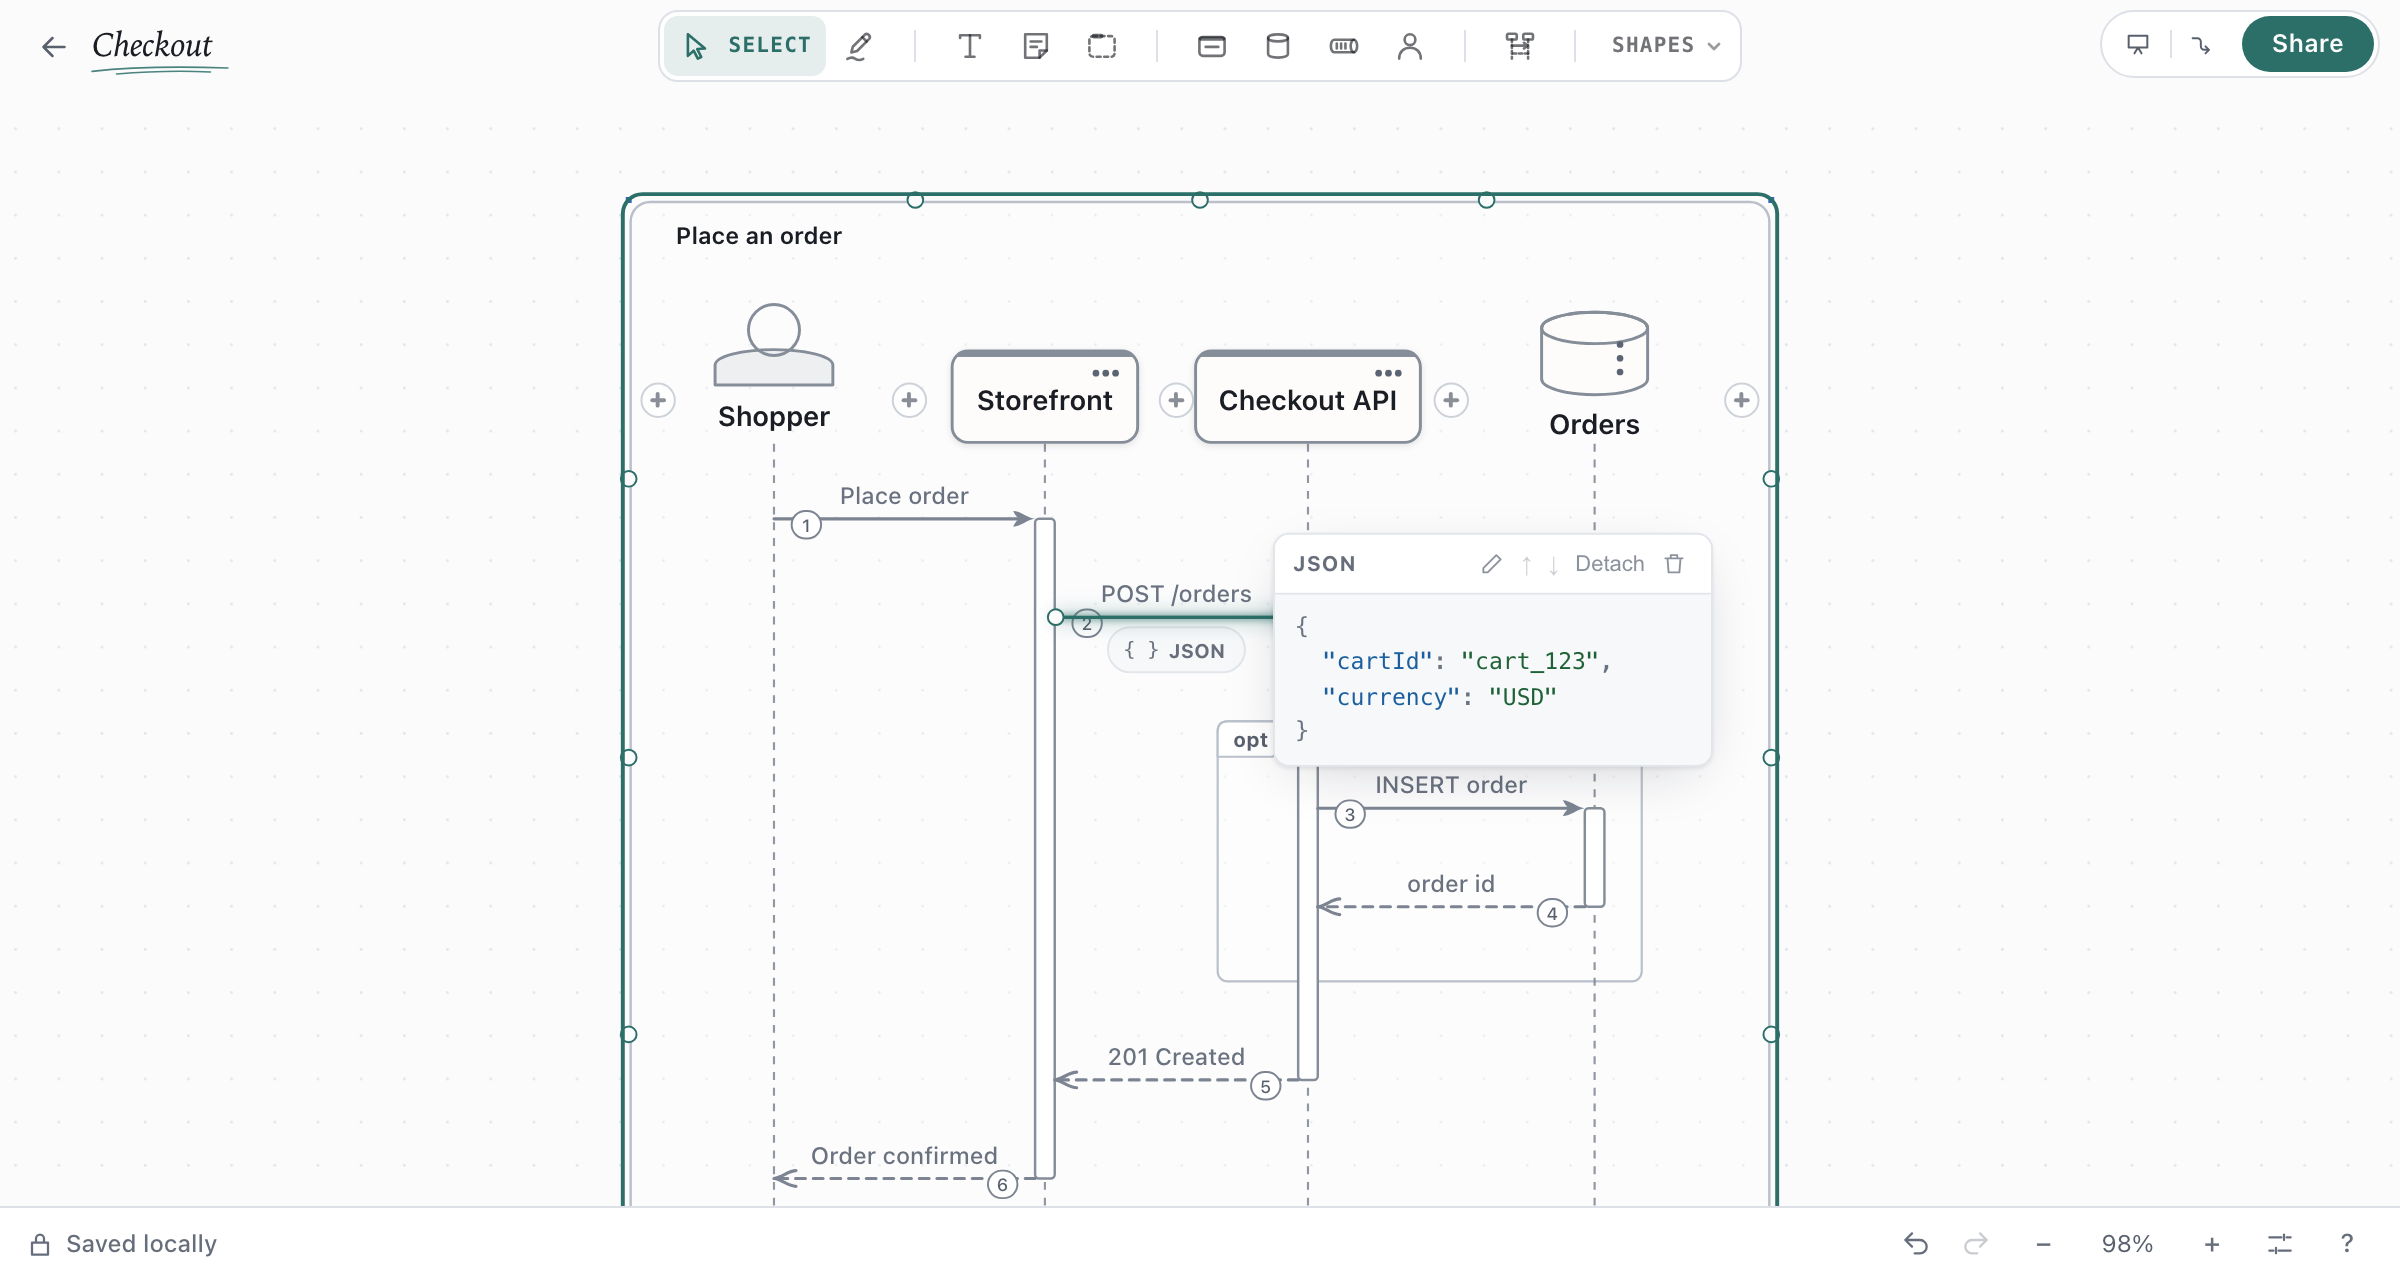 Checkout
SELECT
SHAPES
Share
Place an order
Shopper
Storefront
Checkout API
Orders
Place order
1
POST /orders
2
{ } JSON
JSON
Detach
{
"cartId": "cart_123",
"currency": "USD"
}
opt
INSERT order
3
order id
4
201 Created
5
Order confirmed
6
Saved locally
98%
?